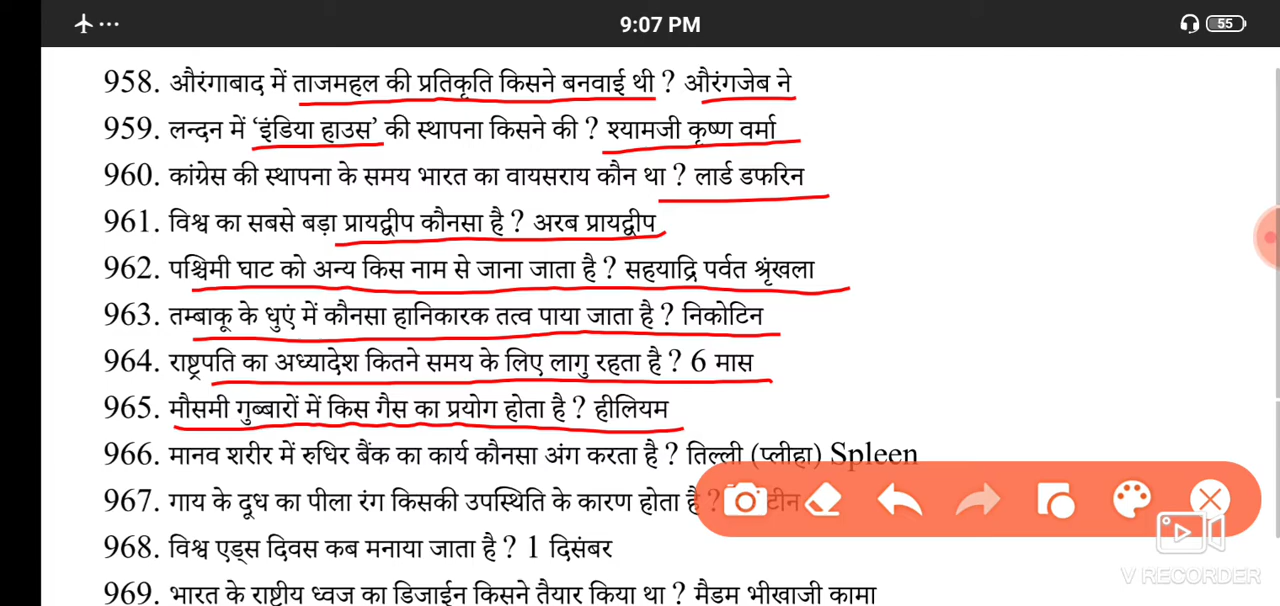 9:07 PM
55
958. औरंगाबाद में ताजमहल की प्रतिकृति किसने बनवाई थी ? औरंगजेब ने
959. लन्दन में ‘इंडिया हाउस’ की स्थापना किसने की ? श्यामजी कृष्ण वर्मा
960. कांग्रेस की स्थापना के समय भारत का वायसराय कौन था ? लार्ड डफरिन
961. विश्व का सबसे बड़ा प्रायद्वीप कौनसा है ? अरब प्रायद्वीप
962. पश्चिमी घाट को अन्य किस नाम से जाना जाता है ? सहयाद्रि पर्वत श्रृंखला
963. तम्बाकू के धुएं में कौनसा हानिकारक तत्व पाया जाता है ? निकोटिन
964. राष्ट्रपति का अध्यादेश कितने समय के लिए लागु रहता है ? 6 मास
965. मौसमी गुब्बारों में किस गैस का प्रयोग होता है ? हीलियम
966. मानव शरीर में रुधिर बैंक का कार्य कौनसा अंग करता है ? तिल्ली (प्लीहा) Spleen
967. गाय के दूध का पीला रंग किसकी उपस्थिति के कारण होता है ?
968. विश्व एड्स दिवस कब मनाया जाता है ? 1 दिसंबर
969. भारत के राष्ट्रीय ध्वज का डिजाईन किसने तैयार किया था ? मैडम भीखाजी कामा
V RECORDER